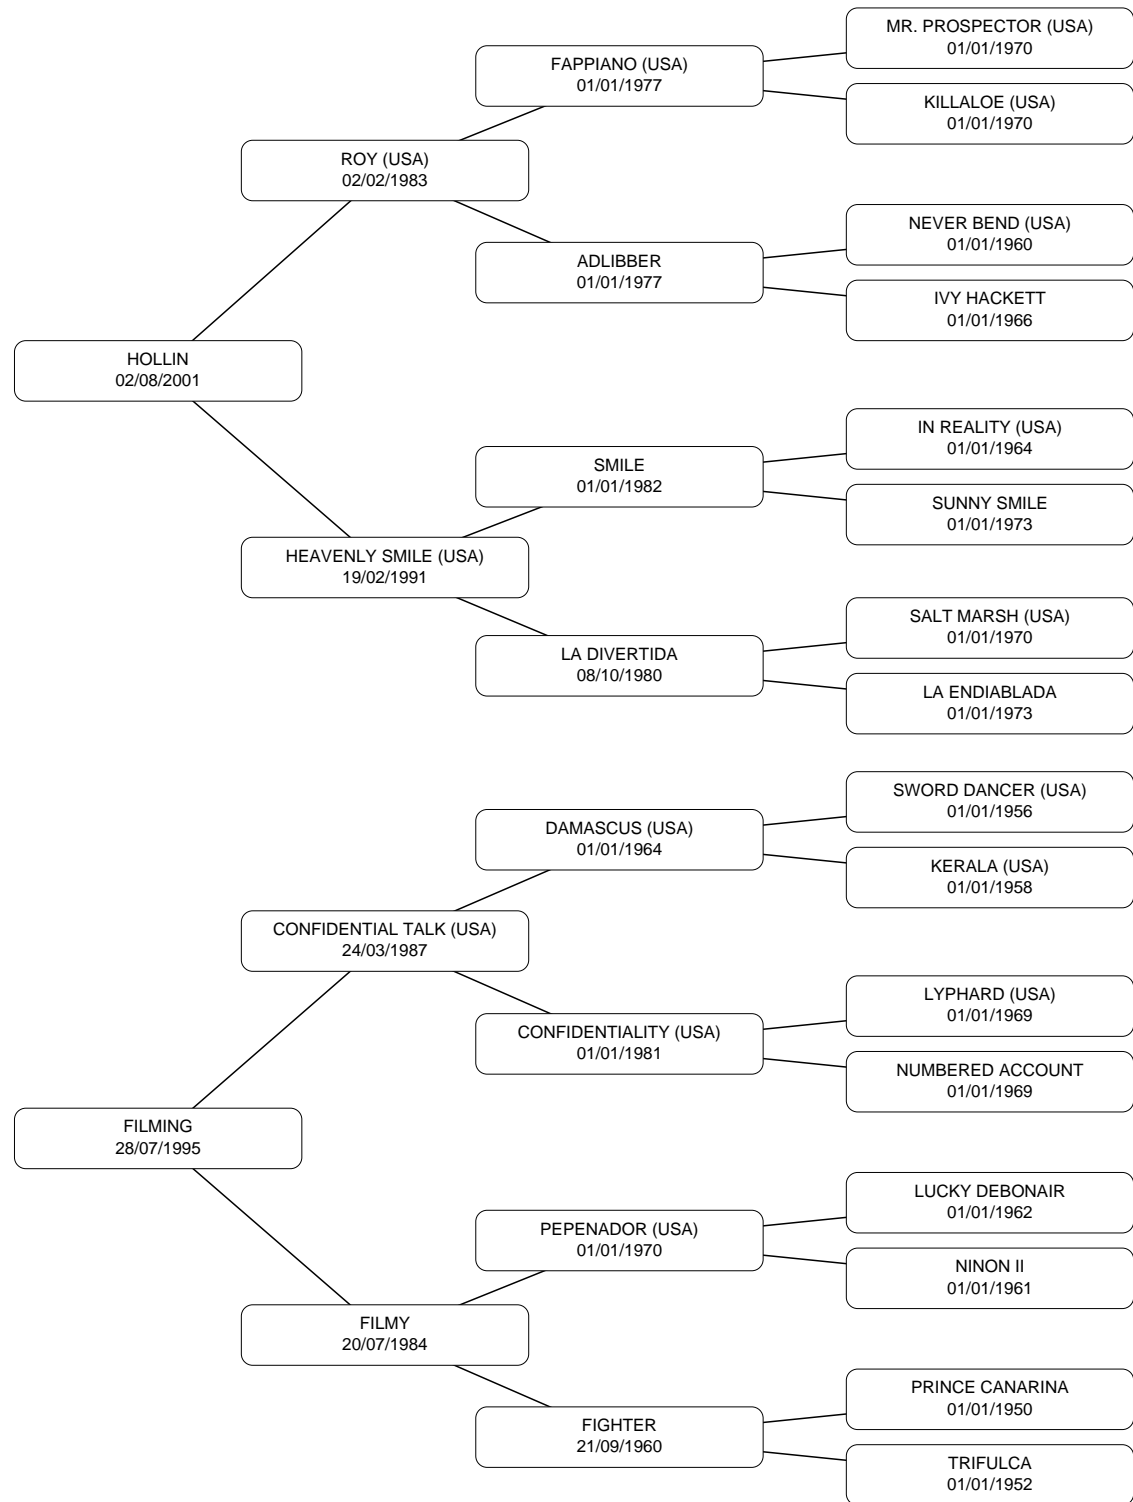 MR. PROSPECTOR (USA)
01/01/1970
FAPPIANO (USA)
01/01/1977
KILLALOE (USA)
01/01/1970
ROY (USA)
02/02/1983
NEVER BEND (USA)
01/01/1960
ADLIBBER
01/01/1977
IVY HACKETT
01/01/1966
HOLLIN
02/08/2001
IN REALITY (USA)
01/01/1964
SMILE
01/01/1982
SUNNY SMILE
01/01/1973
HEAVENLY SMILE (USA)
19/02/1991
SALT MARSH (USA)
01/01/1970
LA DIVERTIDA
08/10/1980
LA ENDIABLADA
01/01/1973
SWORD DANCER (USA)
01/01/1956
DAMASCUS (USA)
01/01/1964
KERALA (USA)
01/01/1958
CONFIDENTIAL TALK (USA)
24/03/1987
LYPHARD (USA)
01/01/1969
CONFIDENTIALITY (USA)
01/01/1981
NUMBERED ACCOUNT
01/01/1969
FILMING
28/07/1995
LUCKY DEBONAIR
01/01/1962
PEPENADOR (USA)
01/01/1970
NINON II
01/01/1961
FILMY
20/07/1984
PRINCE CANARINA
01/01/1950
FIGHTER
21/09/1960
TRIFULCA
01/01/1952